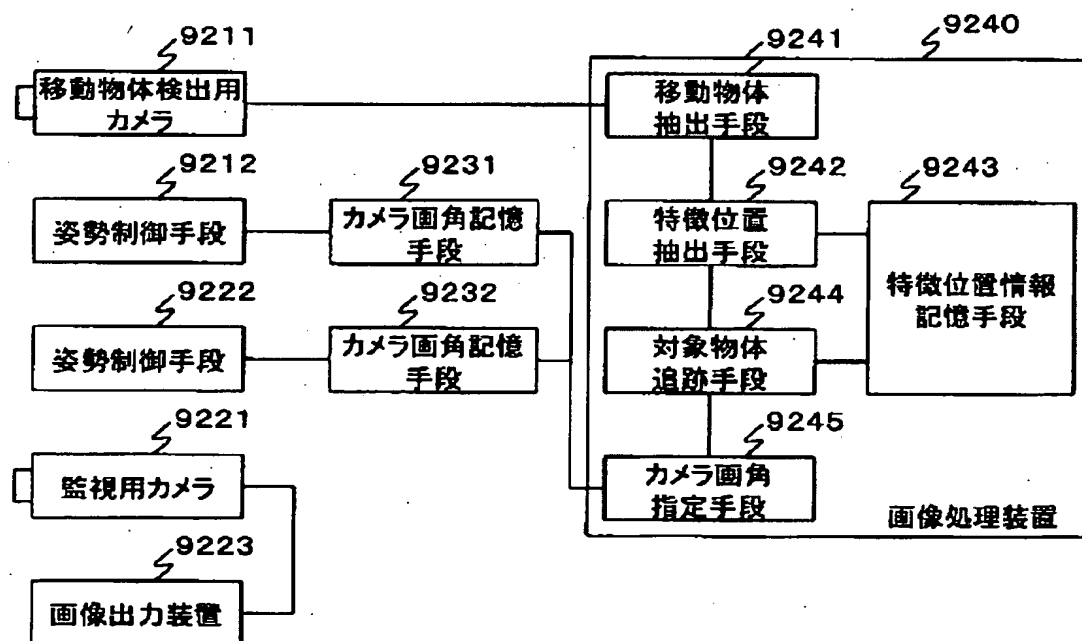 9211
移動物体検出用
カメラ
9212
姿勢制御手段
9222
姿勢制御手段
9221
監視用カメラ
9223
画像出力装置
9231
カメラ画角記憶
手段
9232
カメラ画角記憶
手段
9240
9241
移動物体
抽出手段
9242
特徴位置
抽出手段
9243
特徴位置情報
記憶手段
9244
対象物体
追跡手段
9245
カメラ画角
指定手段
画像処理装置